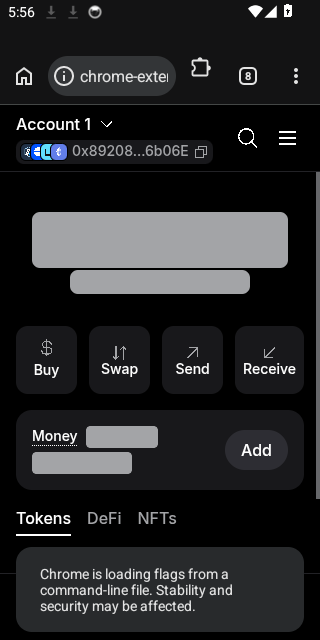 5:56
chrome-exter
8
Account 1
0x89208...6b06E
Buy
Swap
Send
Receive
Money
Add
Tokens
DeFi
NFTs
Chrome is loading flags from a
command-line file. Stability and
security may be affected.